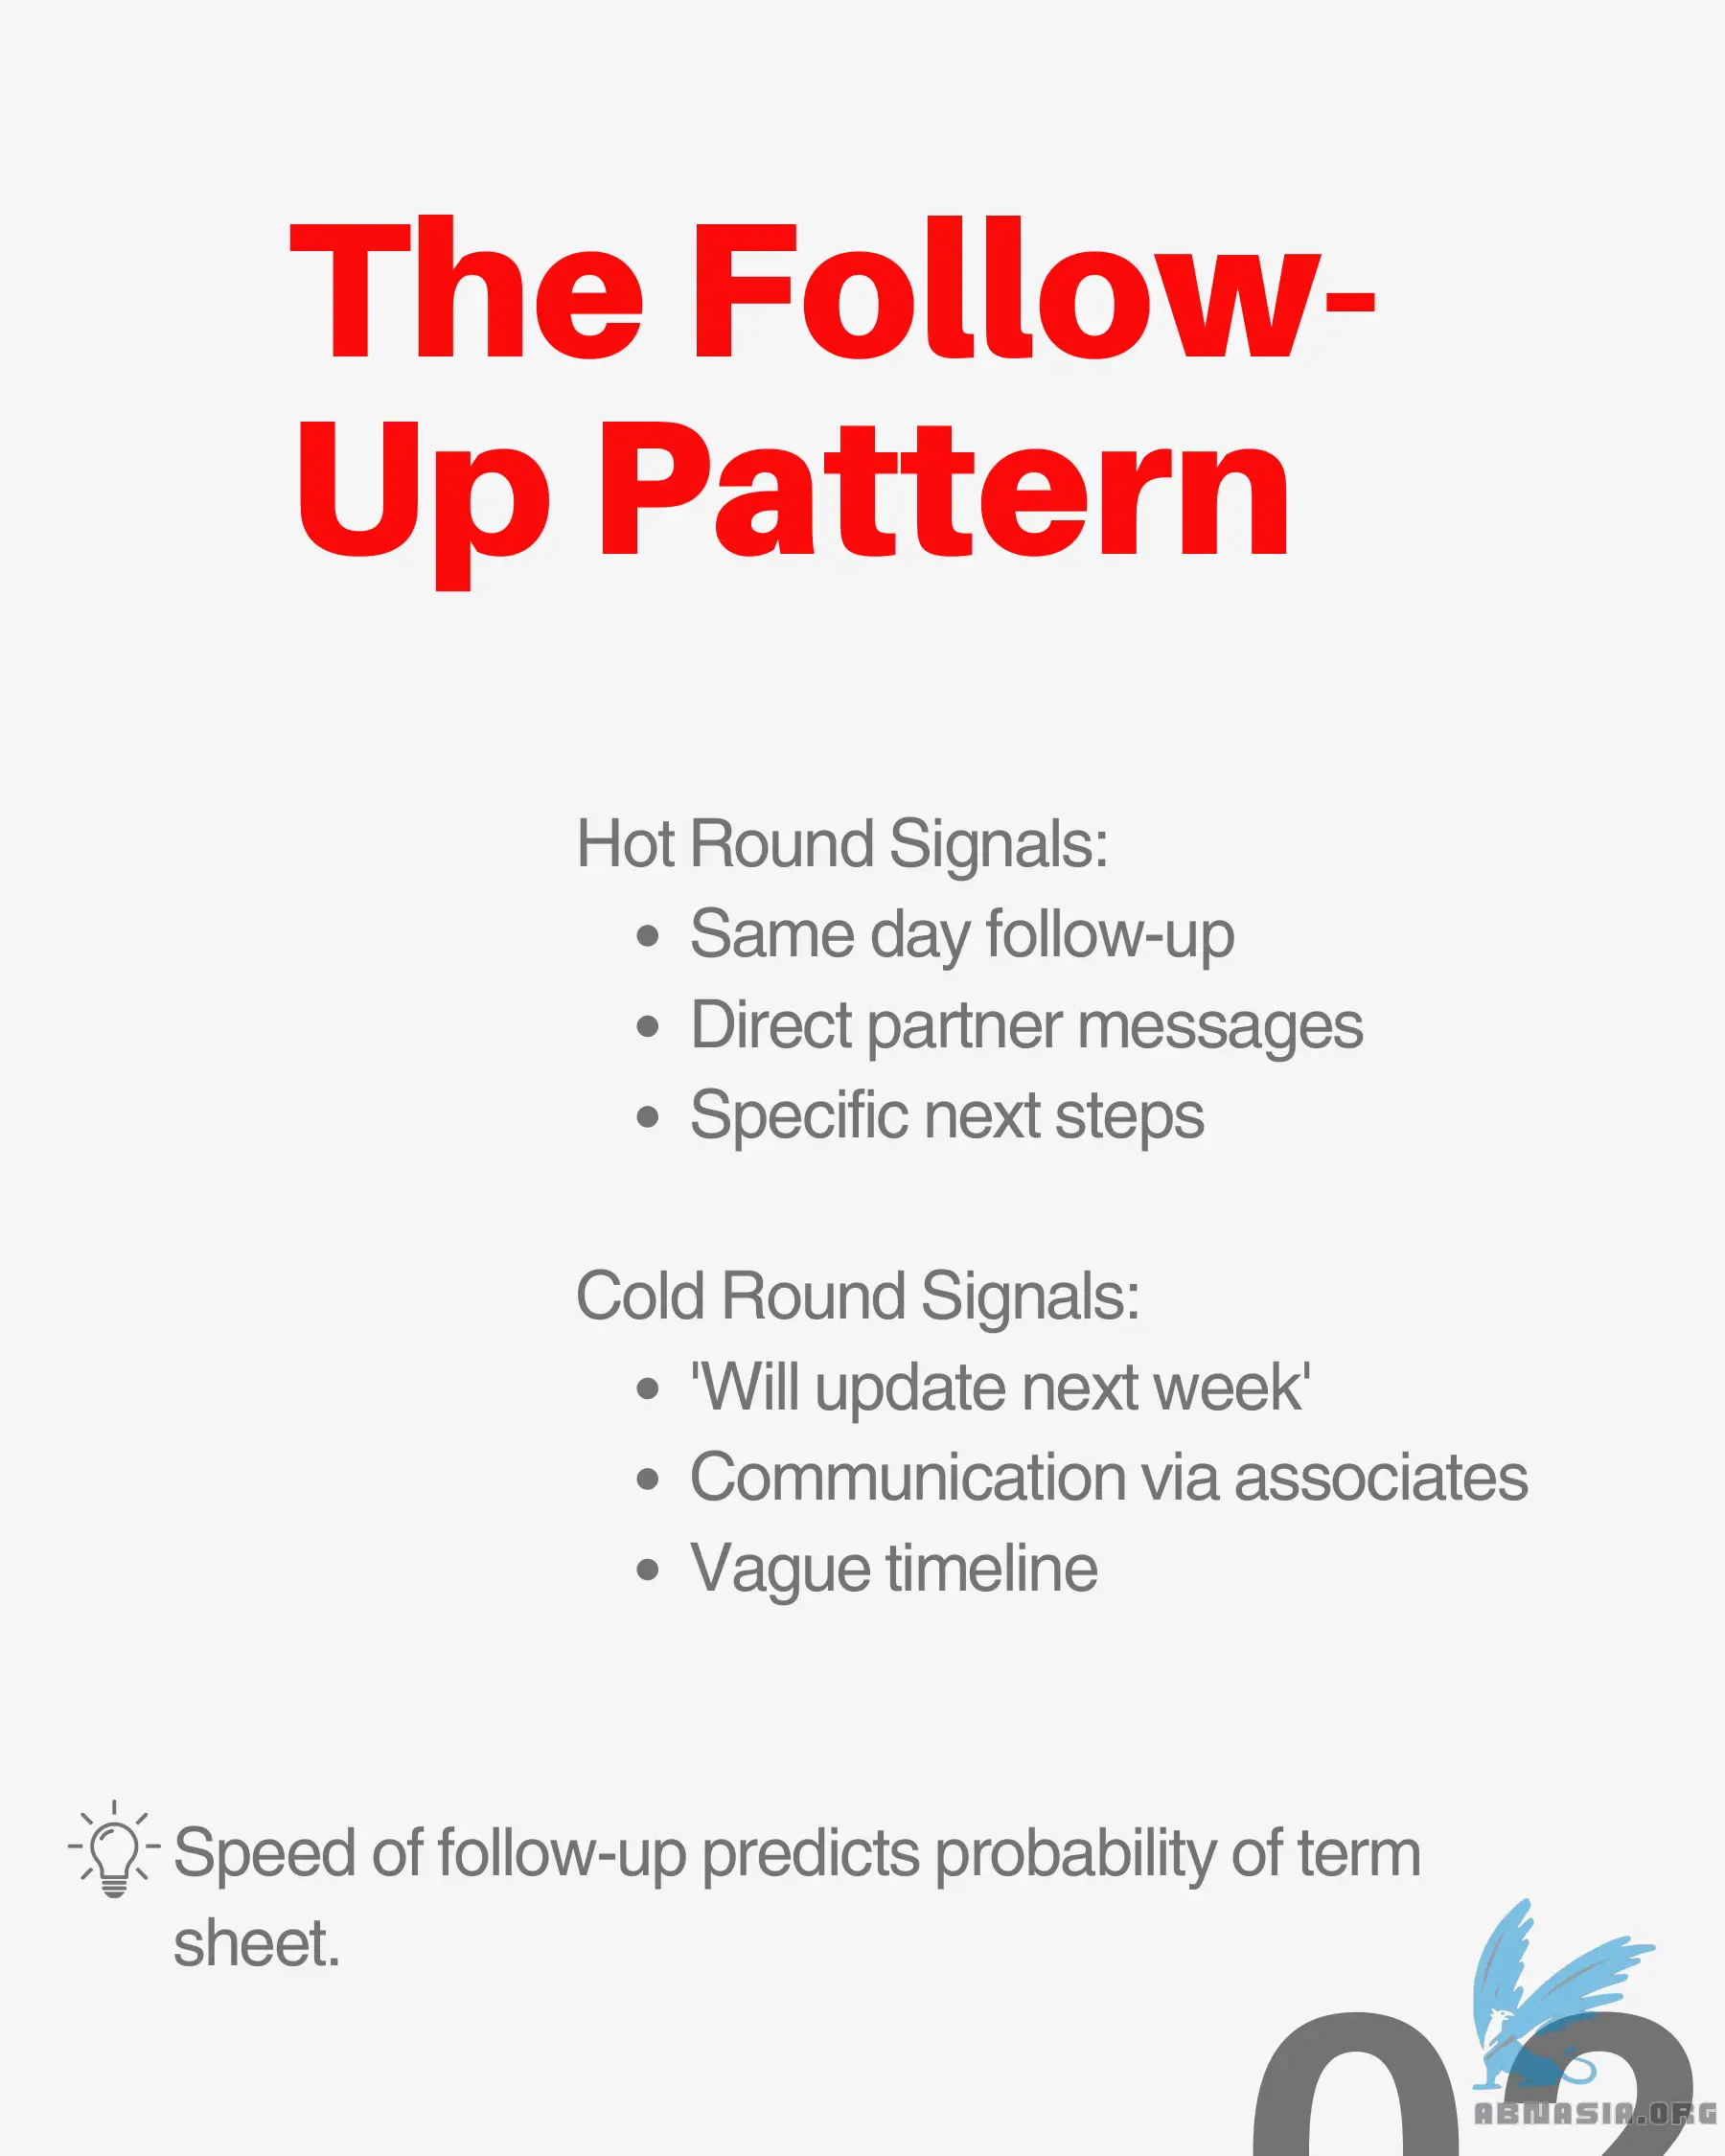 The Follow-
Up Pattern
Hot Round Signals:
• Same day follow-up
• Direct partner messages
• Specific next steps
Cold Round Signals:
• 'Will update next week'
• Communication via associates
• Vague timeline
Speed of follow-up predicts probability of term
sheet.
ABNASIA.ORG